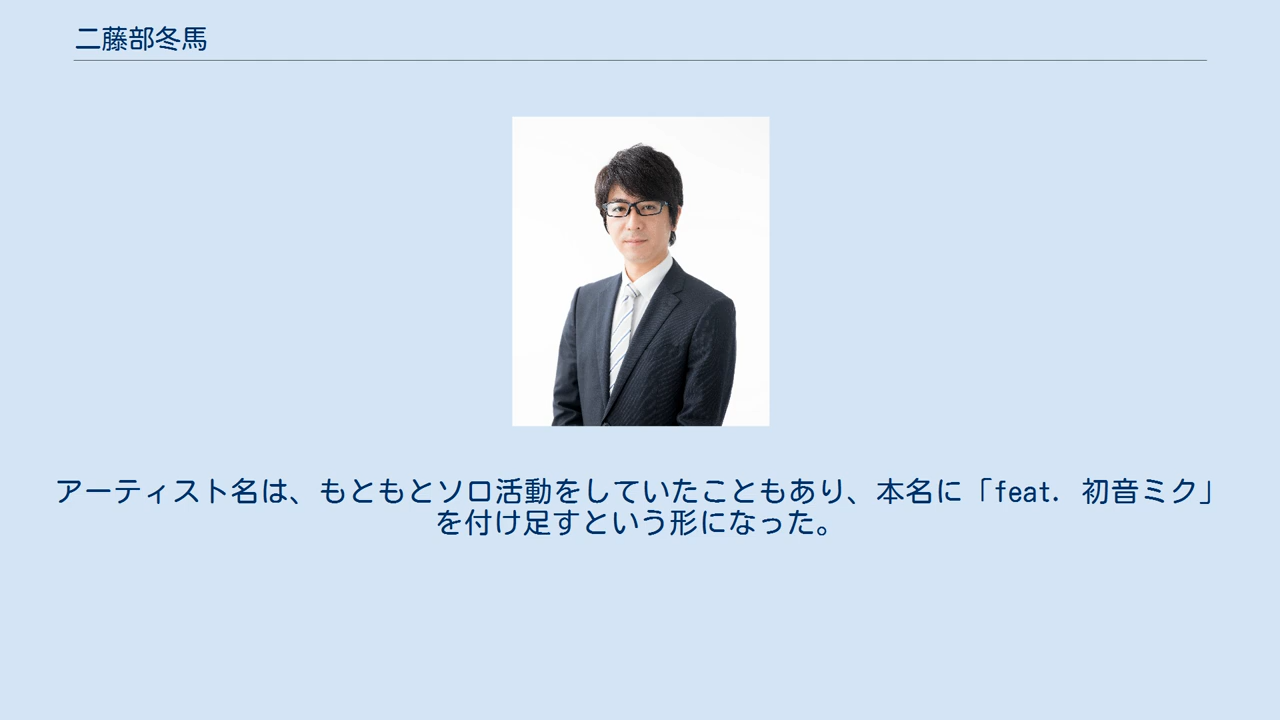 二藤部冬馬
アーティスト名は、もともとソロ活動をしていたこともあり、本名に「feat. 初音ミク」
を付け足すという形になった。